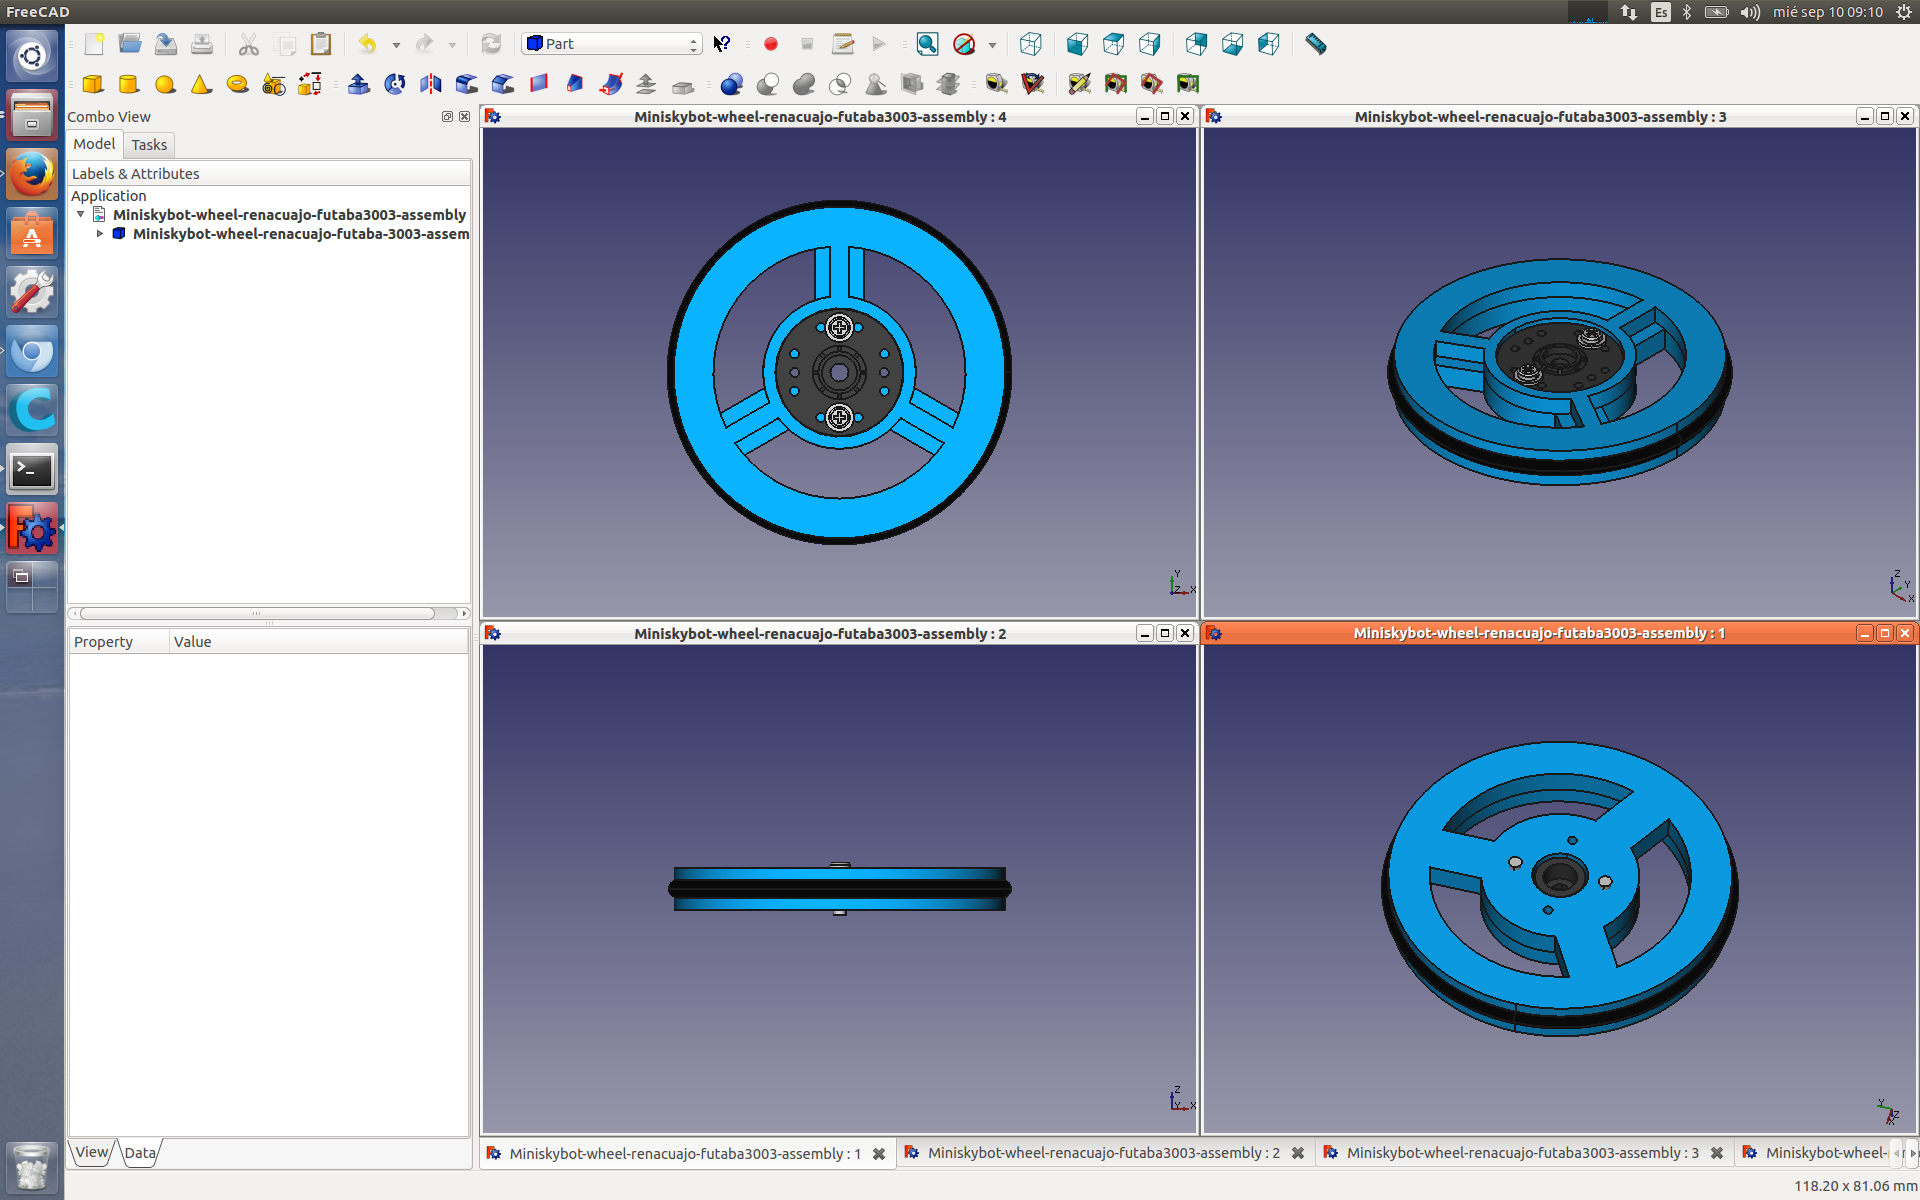 FreeCAD
Es
mié sep 10 09:10
Part
Combo View
Model
Tasks
Labels & Attributes
Application
Miniskybot-wheel-renacuajo-futaba3003-assembly
Miniskybot-wheel-renacuajo-futaba-3003-assem
Property
Value
View
Data
Miniskybot-wheel-renacuajo-futaba3003-assembly : 4
Y
Z
X
Miniskybot-wheel-renacuajo-futaba3003-assembly : 3
Z
Y
X
Miniskybot-wheel-renacuajo-futaba3003-assembly : 2
Z
Y
X
Miniskybot-wheel-renacuajo-futaba3003-assembly : 1
Y
Z
X
Miniskybot-wheel-renacuajo-futaba3003-assembly : 1
Miniskybot-wheel-renacuajo-futaba3003-assembly : 2
Miniskybot-wheel-renacuajo-futaba3003-assembly : 3
Miniskybot-wheel-r
118.20 x 81.06 mm